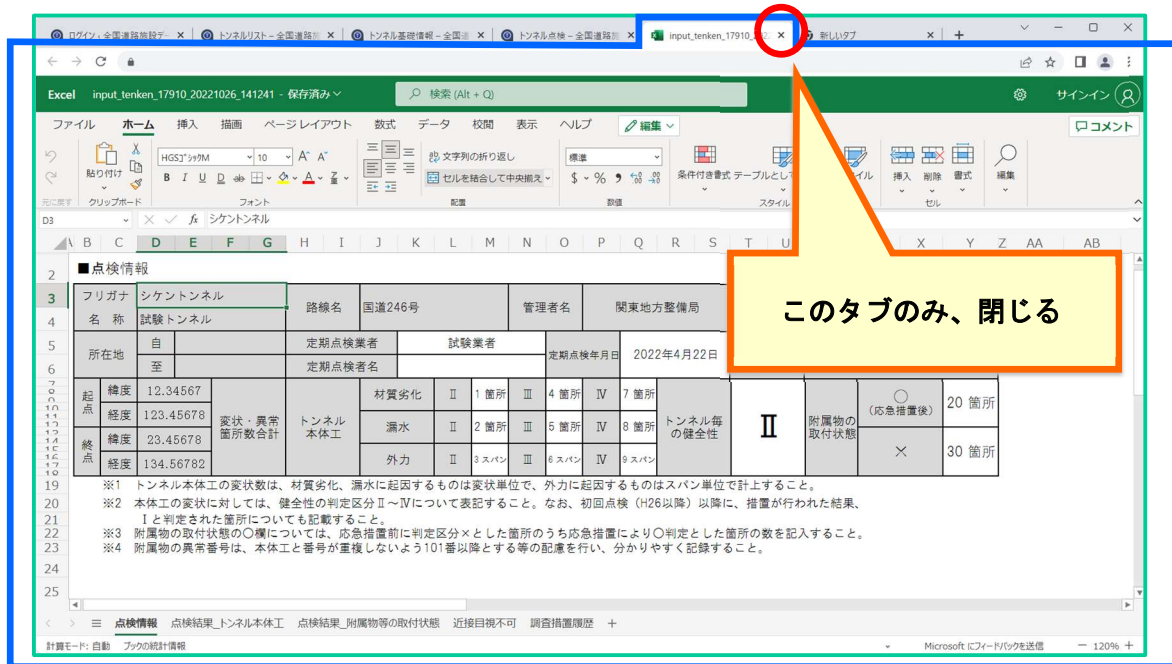 ログイン - 全国道路施設デー
トンネルリスト – 全国道路施
トンネル基礎情報 – 全国道
トンネル点検 – 全国道路施
input_tenken_17910_202
新しいタブ
Excel input_tenken_17910_20221026_141241 - 保存済み
検索 (Alt + Q)
サインイン
ファイル ホーム 挿入 描画 ページ レイアウト 数式 データ 校閲 表示 ヘルプ 編集
コメント
貼り付け
10
B I U D ab
文字列の折り返し
セルを結合して中央揃え
標準
$ % 9
条件付き書式 テーブルとして
イル
挿入 削除 書式
編集
元に戻す クリップボード フォント 配置 数値 スタイル セル
D3 fx シケントンネル
B C D E F G H I J K L M N O P Q R S T U X Y Z AA AB
2 ■点検情報
3 フリガナ シケントンネル 路線名 国道246号 管理者名 関東地方整備局
4 名 称 試験トンネル
5 所在地 自 定期点検業者 試験業者 定期点検年月日 2022年4月22日
6 至 定期点検者名
起点 緯度 12.34567
経度 123.45678
終点 緯度 23.45678
経度 134.56782
変状・異常箇所数合計
トンネル本体工
材質劣化 Ⅱ 1 箇所 Ⅲ 4 箇所 Ⅳ 7 箇所
漏水 Ⅱ 2 箇所 Ⅲ 5 箇所 Ⅳ 8 箇所
外力 Ⅱ 3 スパン Ⅲ 6 スパン Ⅳ 9 スパン
トンネル毎の健全性
Ⅱ
附属物の取付状態
○(応急措置後) 20 箇所
× 30 箇所
19 ※1 トンネル本体工の変状数は、材質劣化、漏水に起因するものは変状単位で、外力に起因するものはスパン単位で計上すること。
20 ※2 本体工の変状に対しては、健全性の判定区分Ⅱ～Ⅳについて表記すること。なお、初回点検（H26以降）以降に、措置が行われた結果、
21 Ⅰと判定された箇所についても記載すること。
22 ※3 附属物の取付状態の○欄については、応急措置前に判定区分×とした箇所のうち応急措置により○判定とした箇所の数を記入すること。
23 ※4 附属物の異常番号は、本体工と番号が重複しないよう101番以降とする等の配慮を行い、分かりやすく記録すること。
24
25
このタブのみ、閉じる
点検情報 点検結果_トンネル本体工 点検結果_附属物等の取付状態 近接目視不可 調査措置履歴
計算モード: 自動 ブックの統計情報
Microsoft にフィードバックを送信 120%